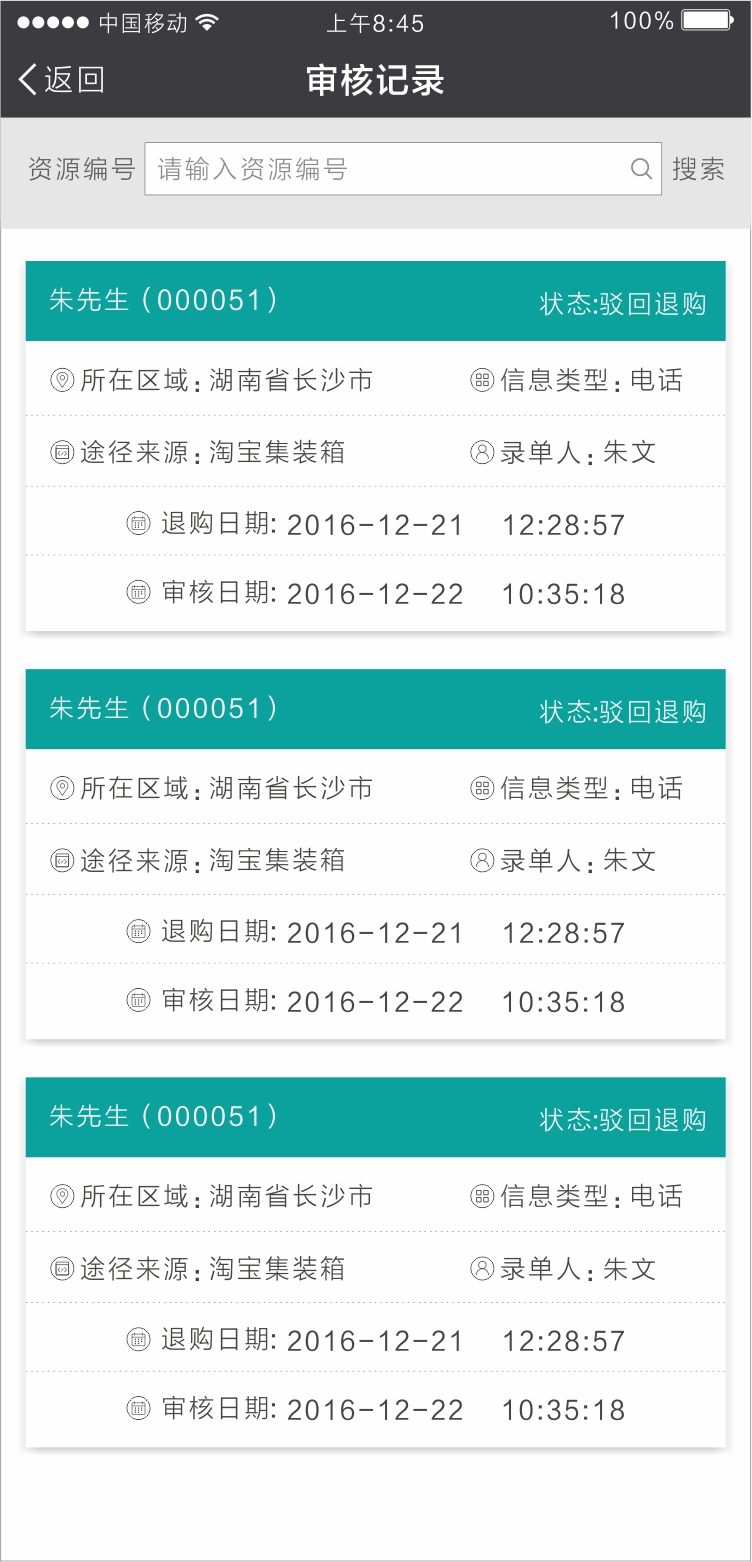 中国移动 上午8:45 100%
返回 审核记录
资源编号 请输入资源编号 搜索
朱先生（000051） 状态:驳回退购
所在区域：湖南省长沙市 信息类型：电话
途径来源：淘宝集装箱 录单人：朱文
退购日期: 2016-12-21 12:28:57
审核日期: 2016-12-22 10:35:18
朱先生（000051） 状态:驳回退购
所在区域：湖南省长沙市 信息类型：电话
途径来源：淘宝集装箱 录单人：朱文
退购日期: 2016-12-21 12:28:57
审核日期: 2016-12-22 10:35:18
朱先生（000051） 状态:驳回退购
所在区域：湖南省长沙市 信息类型：电话
途径来源：淘宝集装箱 录单人：朱文
退购日期: 2016-12-21 12:28:57
审核日期: 2016-12-22 10:35:18